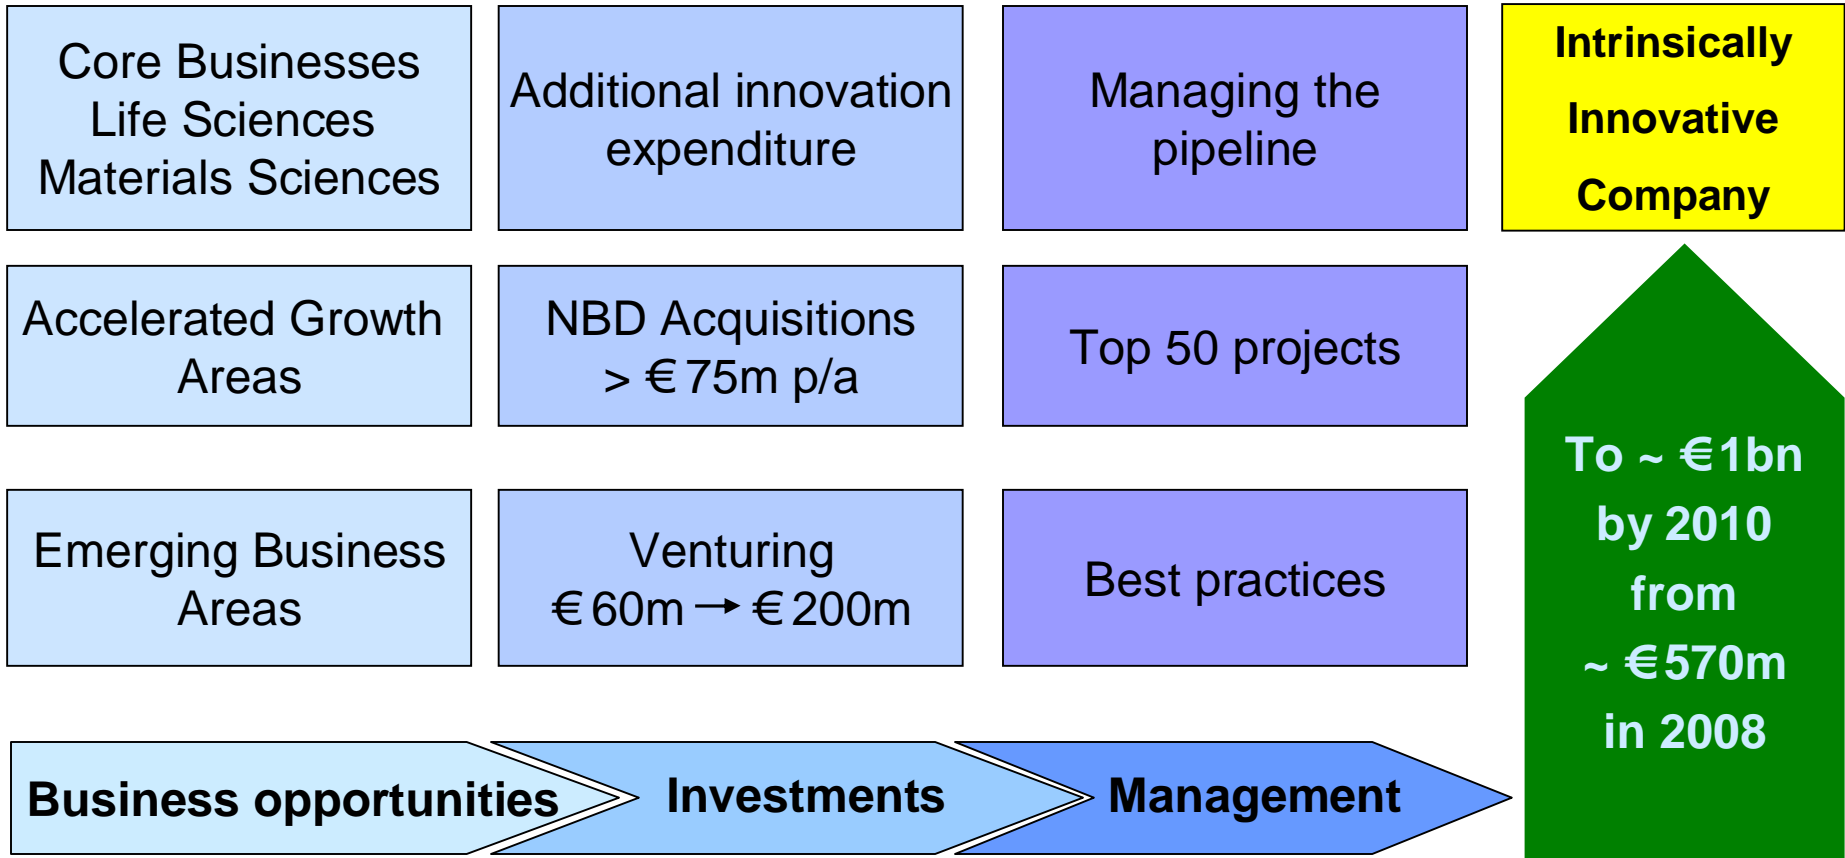 Core Businesses
Life Sciences
Materials Sciences
Additional innovation
expenditure
Managing the
pipeline
Intrinsically
Innovative
Company
Accelerated Growth
Areas
NBD Acquisitions
> € 75m p/a
Top 50 projects
Emerging Business
Areas
Venturing
€ 60m → € 200m
Best practices
To ~ €1bn
by 2010
from
~ €570m
in 2008
Business opportunities
Investments
Management